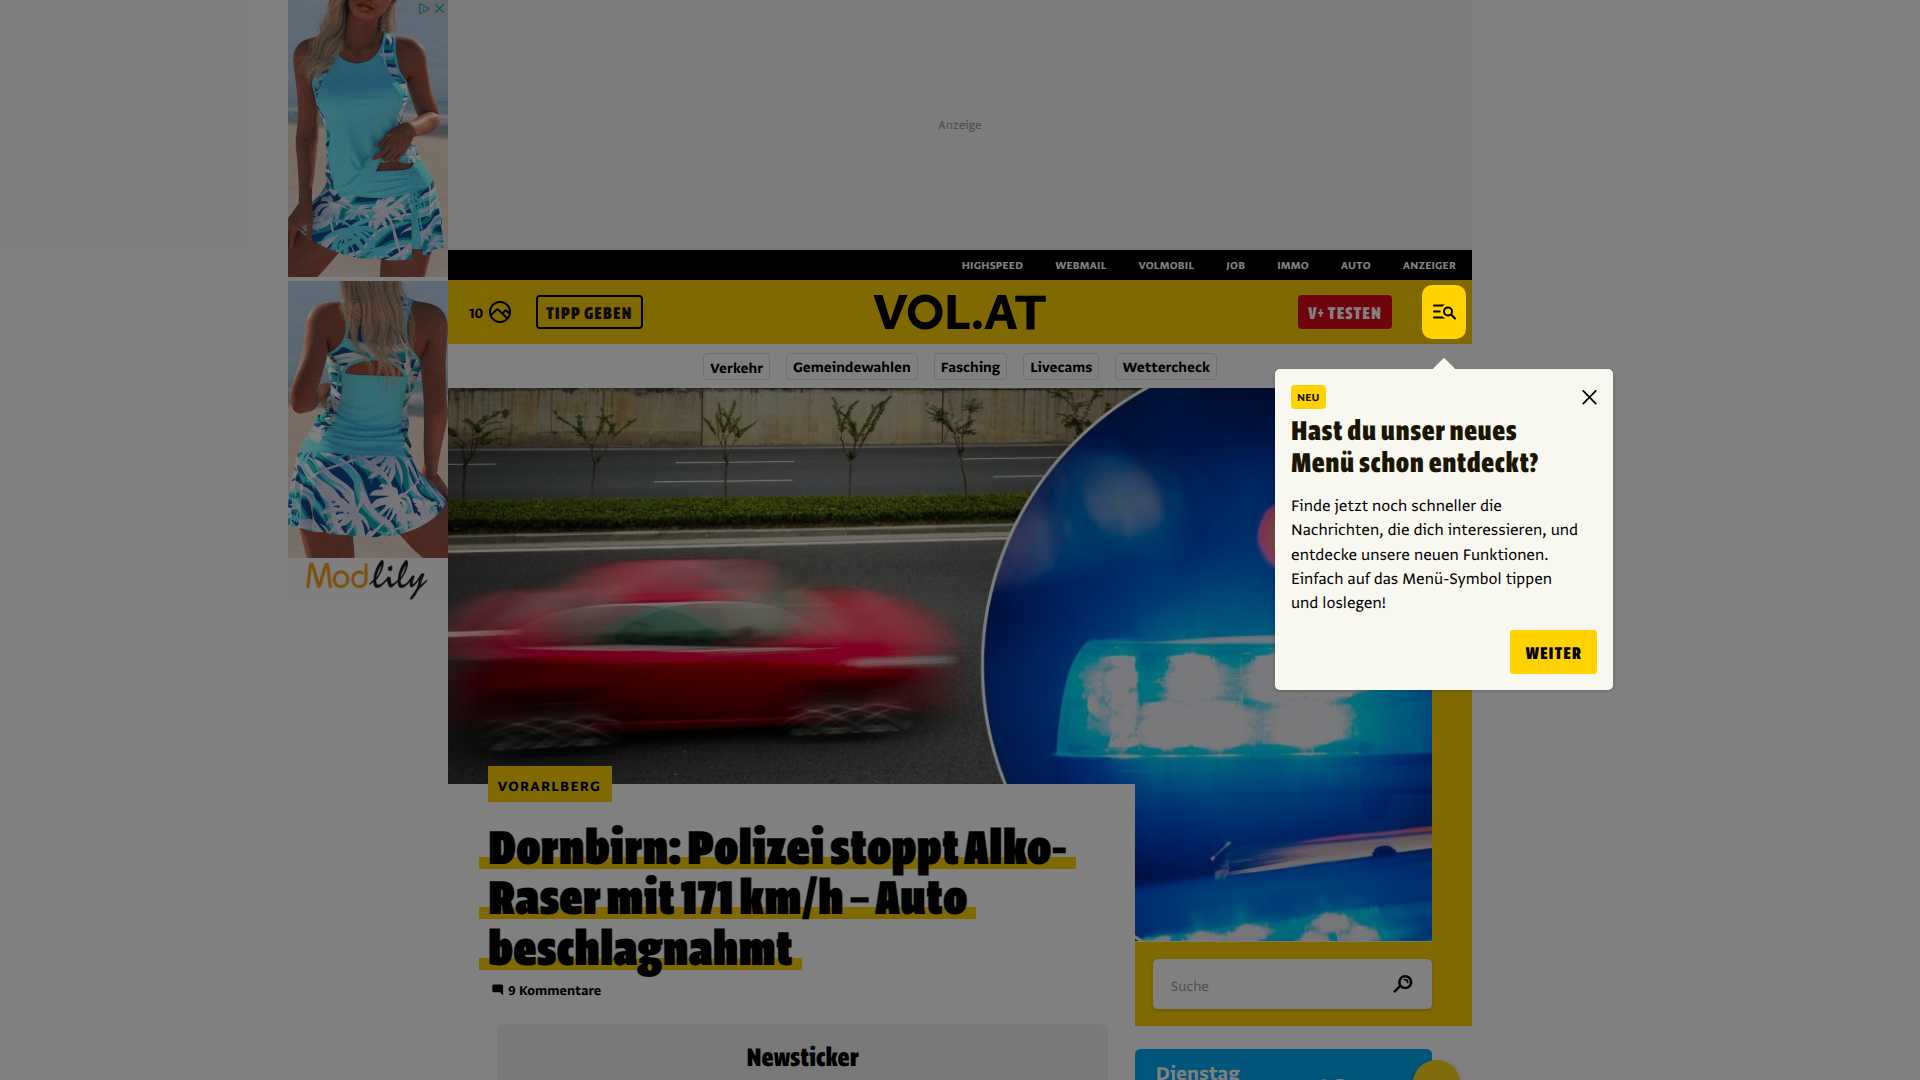 Anzeige
HIGHSPEED
WEBMAIL
VOLMOBIL
JOB
IMMO
AUTO
ANZEIGER
10
TIPP GEBEN
VOL.AT
V+ TESTEN
Verkehr
Gemeindewahlen
Fasching
Livecams
Wettercheck
NEU
Hast du unser neues
Menü schon entdeckt?
Finde jetzt noch schneller die
Nachrichten, die dich interessieren, und
entdecke unsere neuen Funktionen.
Einfach auf das Menü-Symbol tippen
und loslegen!
WEITER
Modlily
VORARLBERG
Dornbirn: Polizei stoppt Alko-
Raser mit 171 km/h – Auto
beschlagnahmt
9 Kommentare
Suche
Newsticker
Dienstag